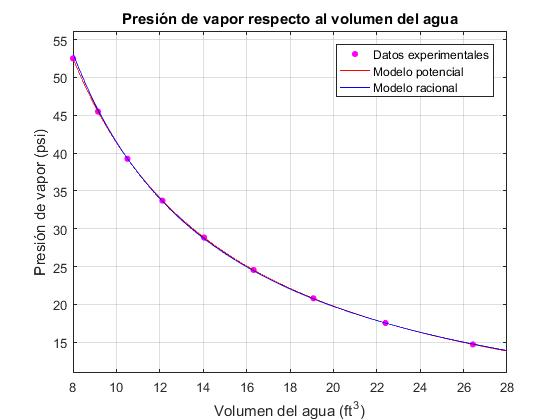 Presión de vapor respecto al volumen del agua
Datos experimentales
Modelo potencial
Modelo racional
55
50
45
40
35
30
25
20
15
Presión de vapor (psi)
8 10 12 14 16 18 20 22 24 26 28
Volumen del agua (ft³)